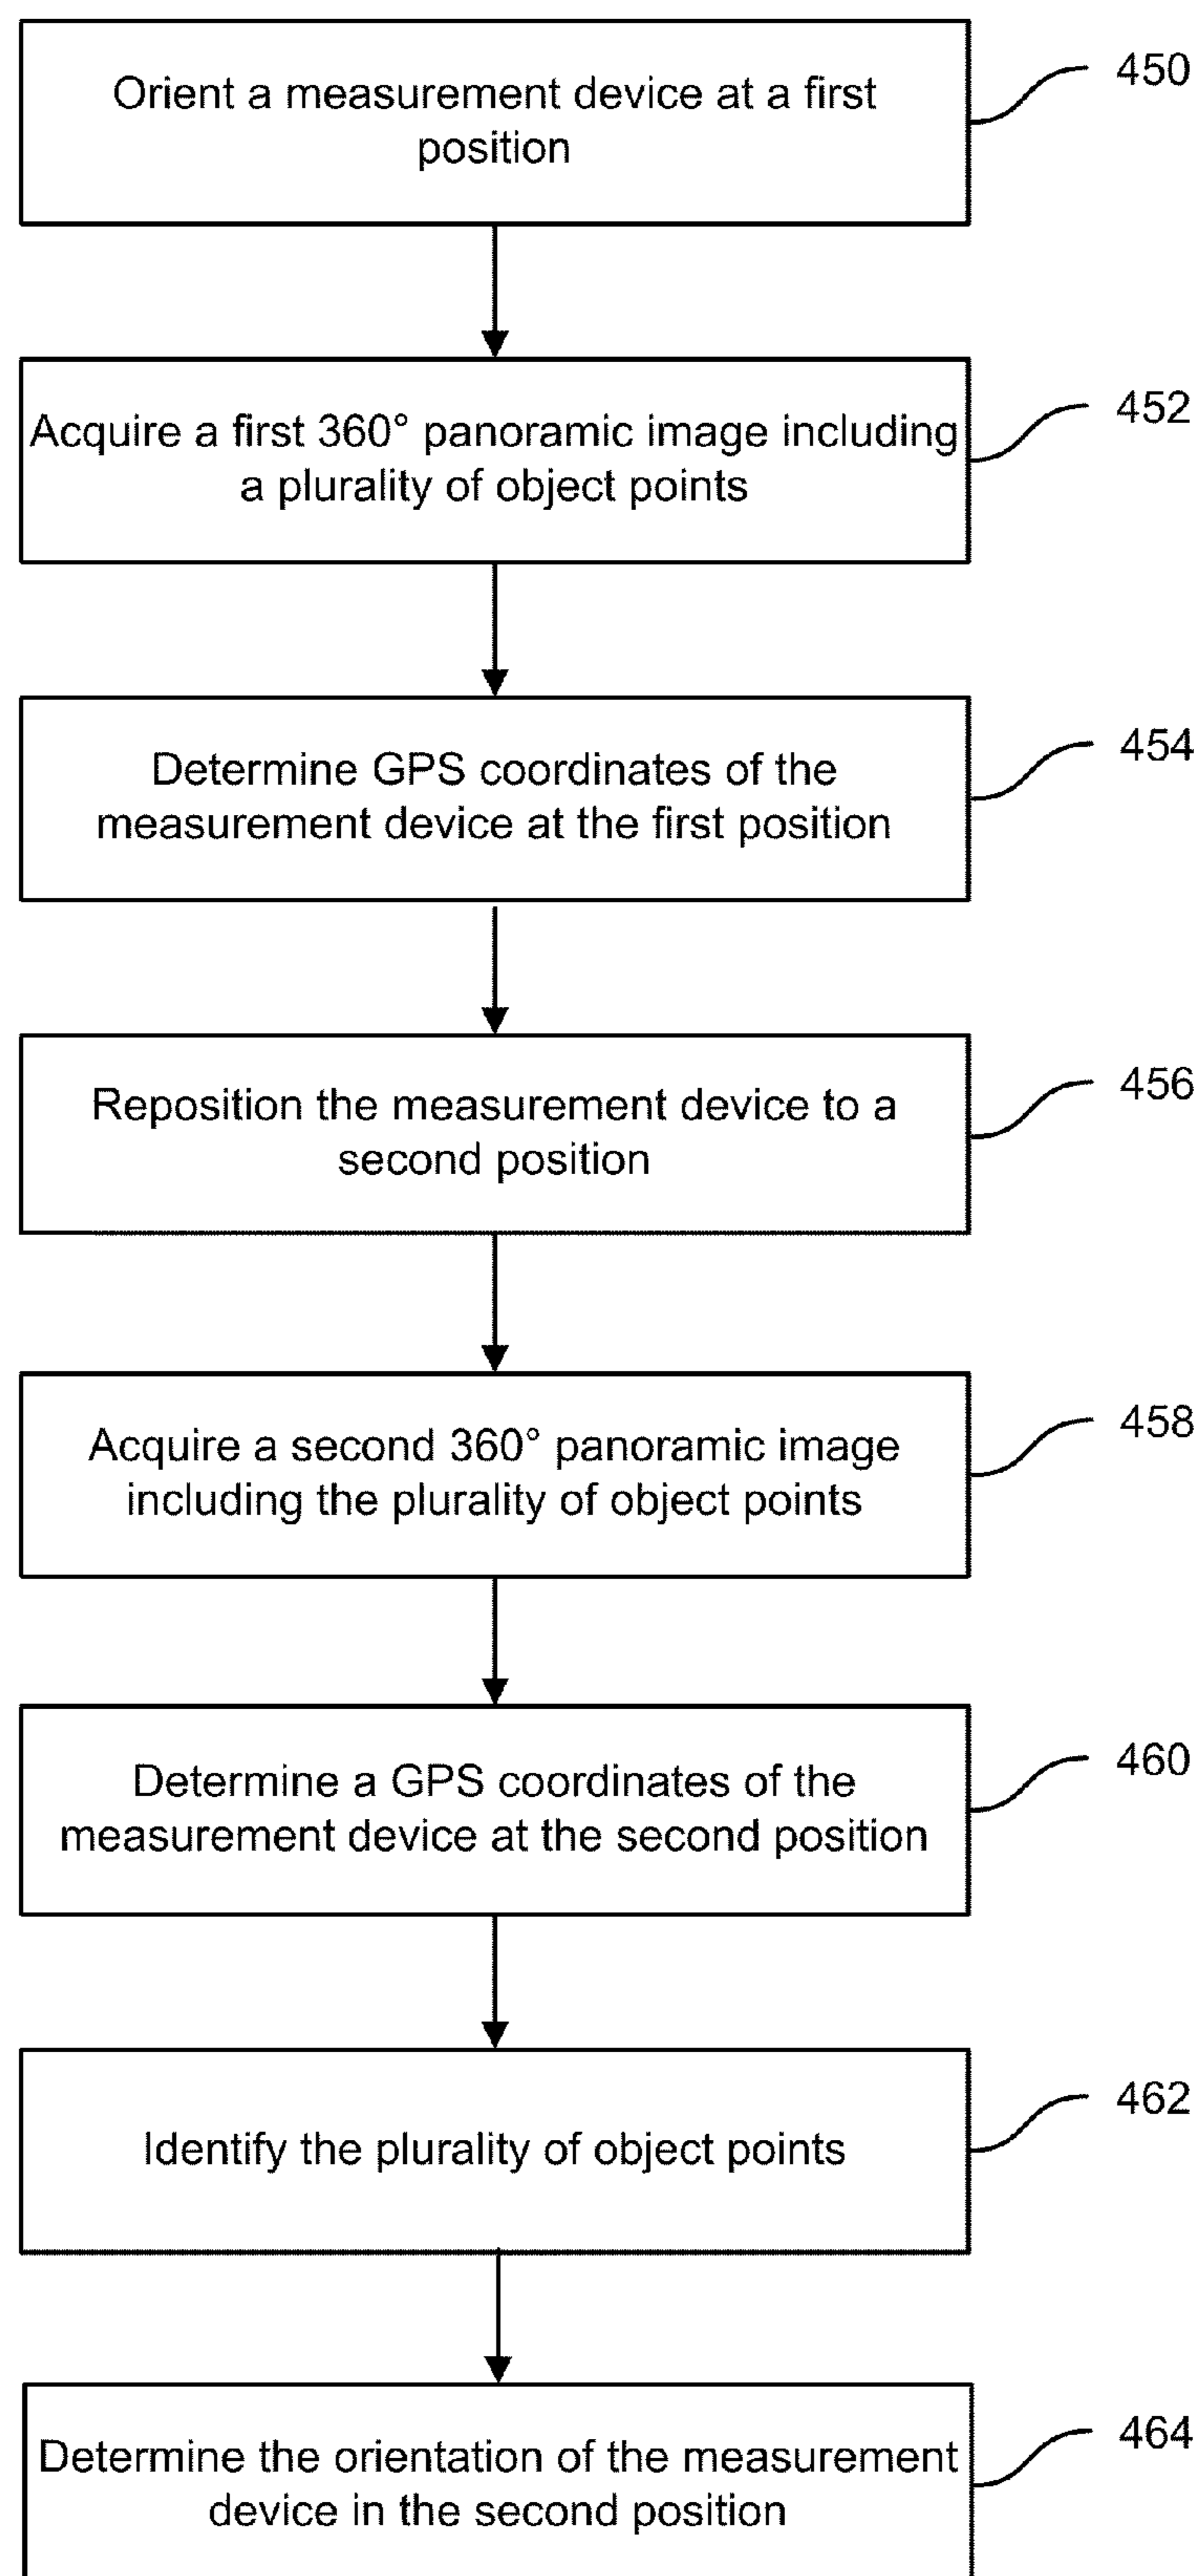 Orient a measurement device at a first
position
450
Acquire a first 360° panoramic image including
a plurality of object points
452
Determine GPS coordinates of the
measurement device at the first position
454
Reposition the measurement device to a
second position
456
Acquire a second 360° panoramic image
including the plurality of object points
458
Determine a GPS coordinates of the
measurement device at the second position
460
Identify the plurality of object points
462
Determine the orientation of the measurement
device in the second position
464